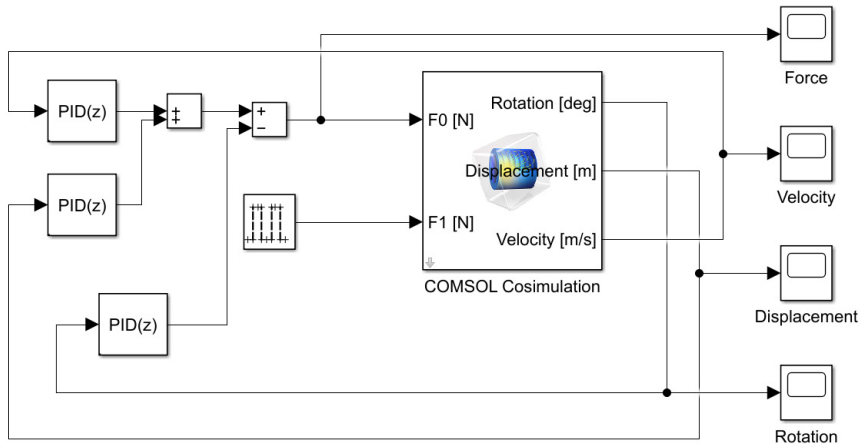 Force
PID(z)
+
+
+
−
F0 [N]
Rotation [deg]
Displacement [m]
Velocity
PID(z)
F1 [N]
Velocity [m/s]
COMSOL Cosimulation
Displacement
PID(z)
Rotation